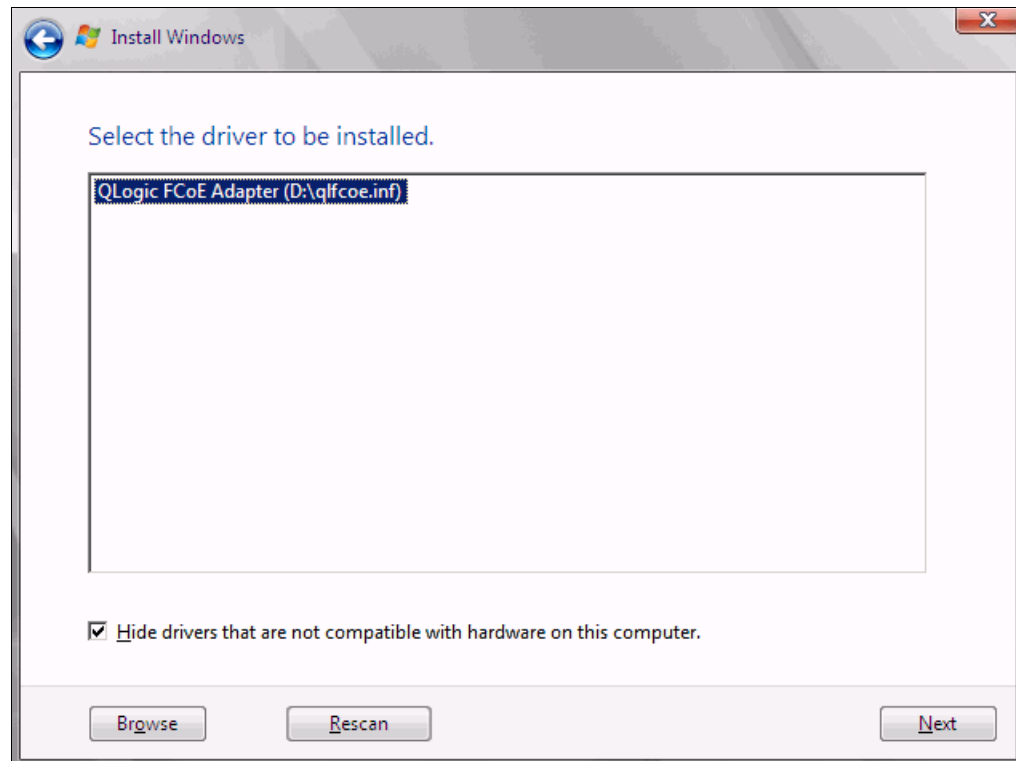 Install Windows
Select the driver to be installed.
QLogic FCoE Adapter (D:\qlfcoe.inf)
Hide drivers that are not compatible with hardware on this computer.
Browse
Rescan
Next